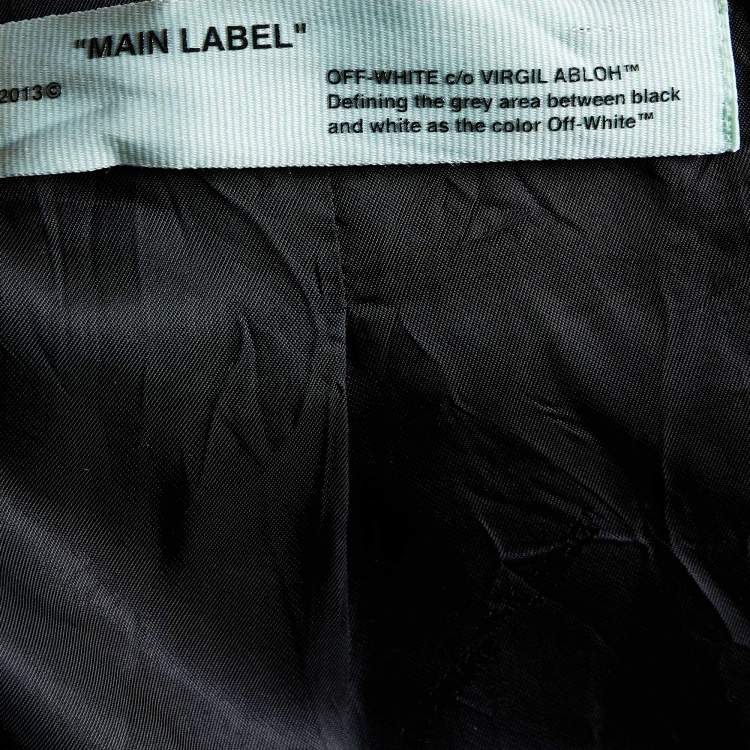 "MAIN LABEL"
2013©
OFF-WHITE c/o VIRGIL ABLOH™
Defining the grey area between black
and white as the color Off-White™